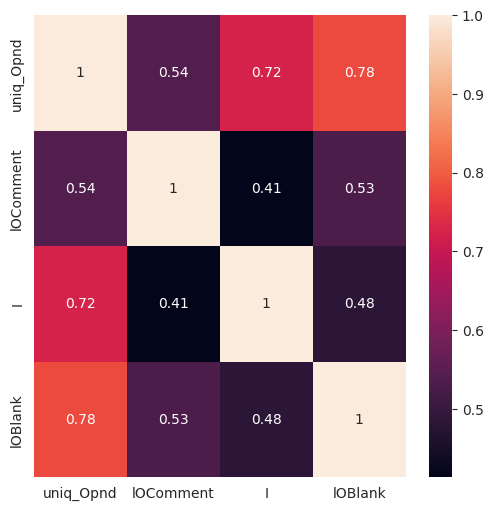 uniq_Opnd 1 0.54 0.72 0.78
lOComment 0.54 1 0.41 0.53
I 0.72 0.41 1 0.48
lOBlank 0.78 0.53 0.48 1
uniq_Opnd lOComment I lOBlank
1.0
0.9
0.8
0.7
0.6
0.5